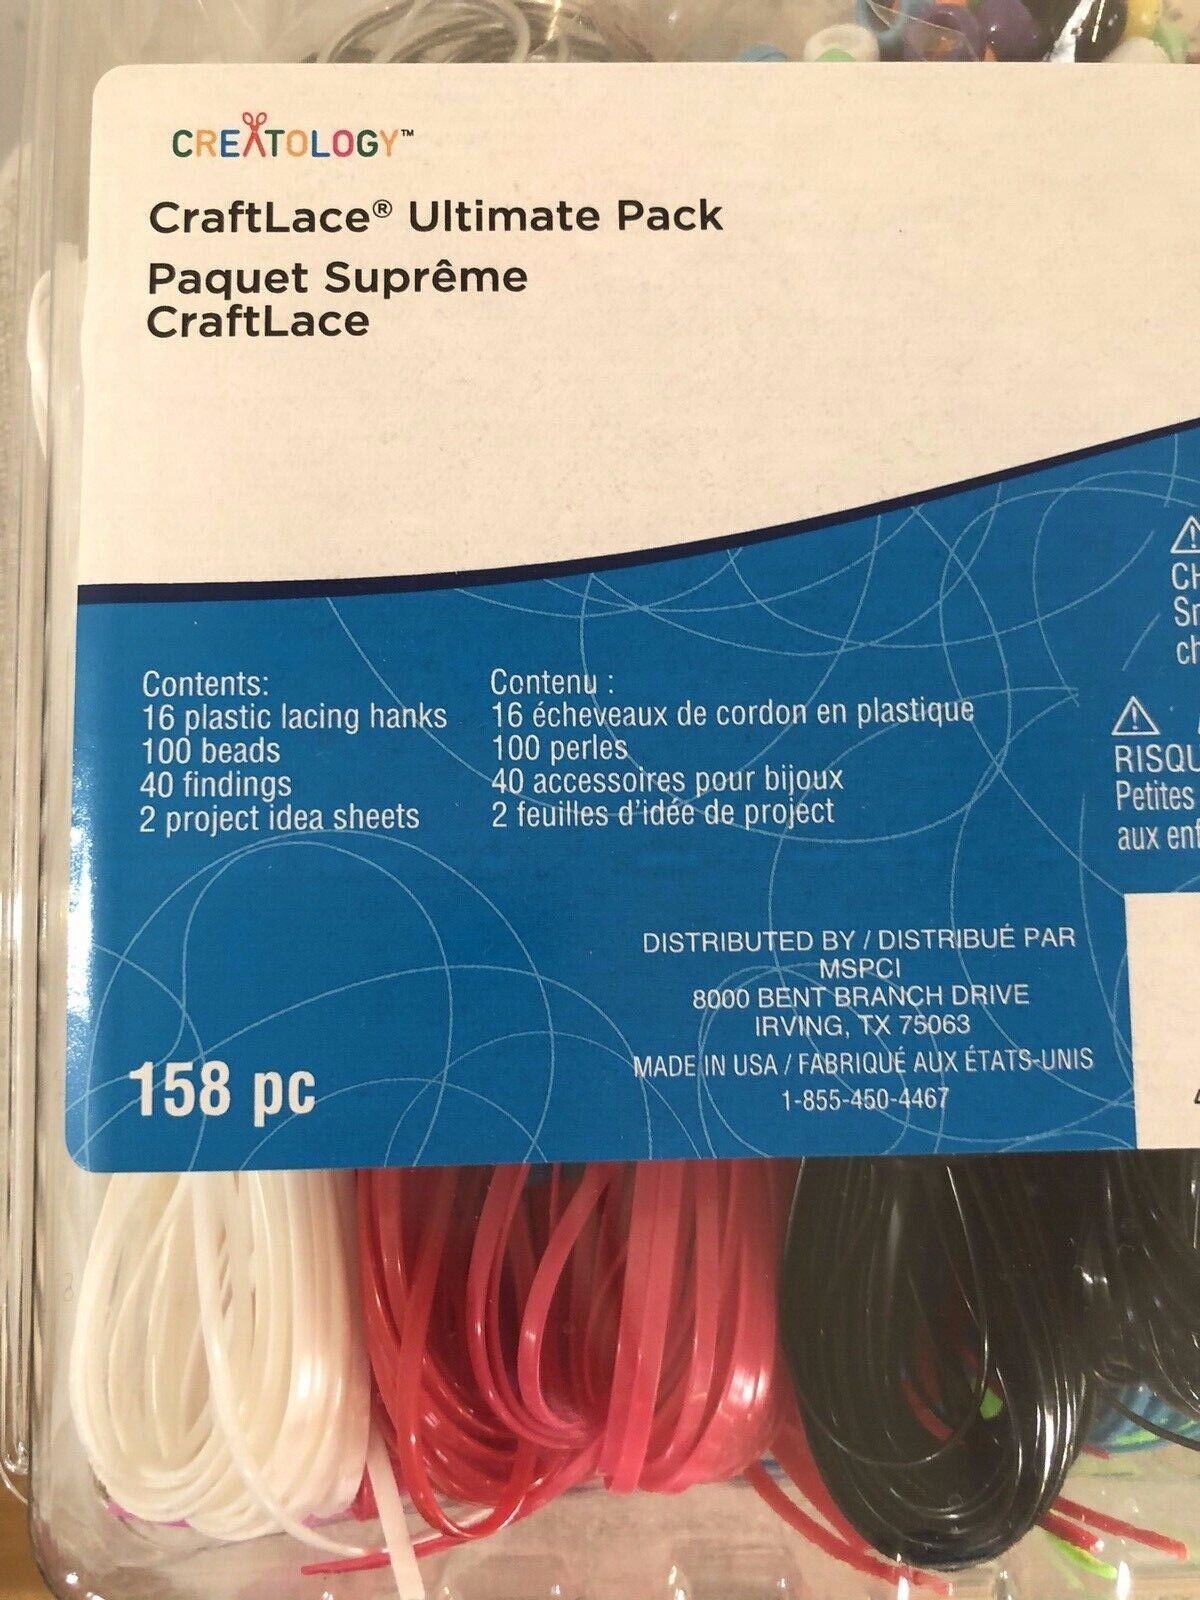 CREATOLOGY™
CraftLace® Ultimate Pack
Paquet Suprême
CraftLace
Contents:
16 plastic lacing hanks
100 beads
40 findings
2 project idea sheets
Contenu :
16 écheveaux de cordon en plastique
100 perles
40 accessoires pour bijoux
2 feuilles d'idée de project
RISQU
Petites
aux enf
DISTRIBUTED BY / DISTRIBUÉ PAR
MSPCI
8000 BENT BRANCH DRIVE
IRVING, TX 75063
MADE IN USA / FABRIQUÉ AUX ÉTATS-UNIS
1-855-450-4467
158 pc